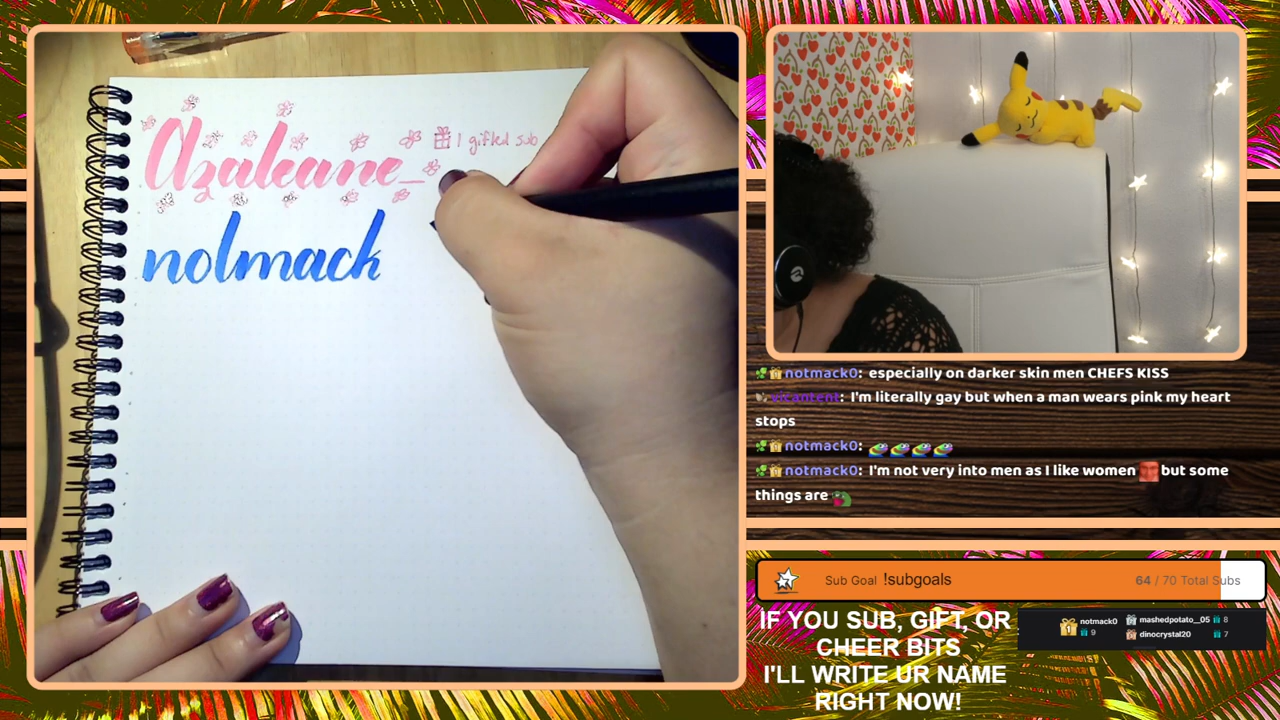 Azaleane_
1 gifted sub
notmack
notmack0: especially on darker skin men CHEFS KISS
: I'm literally gay but when a man wears pink my heart
stops
notmack0:
notmack0: I'm not very into men as I like women but some
things are
Sub Goal !subgoals
64 / 70 Total Subs
IF YOU SUB, GIFT, OR
CHEER BITS
I'LL WRITE UR NAME
RIGHT NOW!
1 notmack0 9
mashedpotato__05 8
dinocrystal20 7